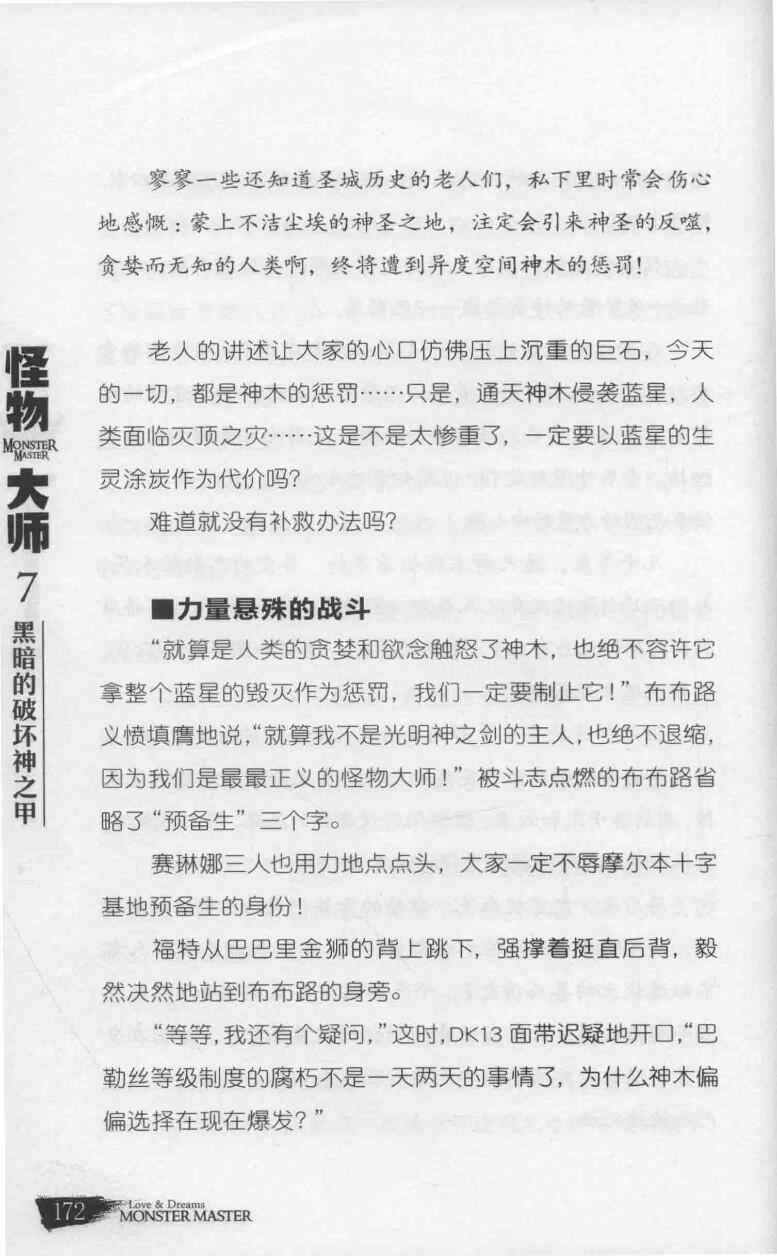 寥寥一些还知道圣城历史的老人们，私下里时常会伤心
地感慨：蒙上不洁尘埃的神圣之地，注定会引来神圣的反噬，
贪婪而无知的人类啊，终将遭到异度空间神木的惩罚！
老人的讲述让大家的心口仿佛压上沉重的巨石，今天
的一切，都是神木的惩罚……只是，通天神木侵袭蓝星，人
类面临灭顶之灾……这是不是太惨重了，一定要以蓝星的生
灵涂炭作为代价吗？
难道就没有补救办法吗？
■力量悬殊的战斗
“就算是人类的贪婪和欲念触怒了神木，也绝不容许它
拿整个蓝星的毁灭作为惩罚，我们一定要制止它！”布布路
义愤填膺地说，“就算我不是光明神之剑的主人，也绝不退缩，
因为我们是最最正义的怪物大师！”被斗志点燃的布布路省
略了“预备生”三个字。
赛琳娜三人也用力地点点头，大家一定不辱摩尔本十字
基地预备生的身份！
福特从巴巴里金狮的背上跳下，强撑着挺直后背，毅
然决然地站到布布路的身旁。
“等等，我还有个疑问，”这时，DK13 面带迟疑地开口，“巴
勒丝等级制度的腐朽不是一天两天的事情了，为什么神木偏
偏选择在现在爆发？”
怪物
MONSTER
MASTER
大师
7
黑暗的破坏神之甲
172
Love & Dreams
MONSTER MASTER